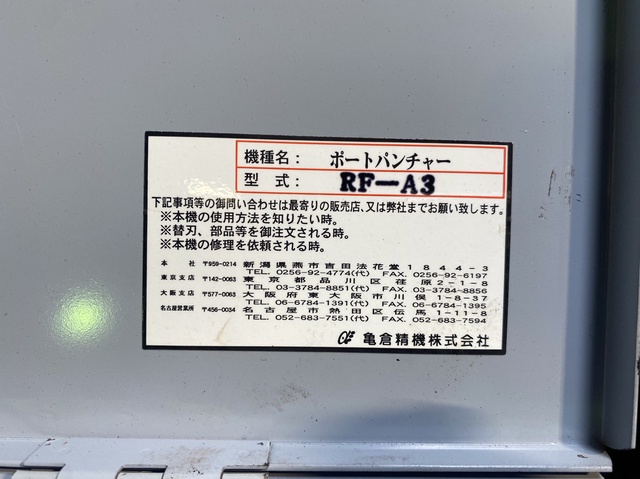 機種名： ポートパンチャー
型式： RF-A3
下記事項等の御問い合わせは最寄りの販売店、又は弊社までお願い致します。
※本機の使用方法を知りたい時。
※替刃、部品等を御注文される時。
※本機の修理を依頼される時。
本社 〒959-0214 新潟県燕市吉田法花堂1844-3
TEL. 0256-92-4774(代) FAX. 0256-92-6197
東京支店 〒142-0063 東京都品川区荏原2-1-8
TEL. 03-3784-8851(代) FAX. 03-3784-8856
大阪支店 〒577-0063 大阪府東大阪市川俣1-8-37
TEL. 06-6784-1391(代) FAX. 06-6784-1395
名古屋営業所 〒456-0034 名古屋市熱田区伝馬1-11-8
TEL. 052-683-7551(代) FAX. 052-683-7594
亀倉精機株式会社